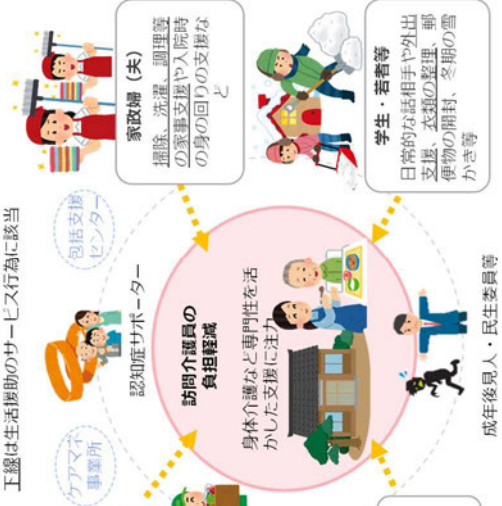 下線は生活援助のサービス行為に該当
ケアマネ
事業所
包括支援
センター
認知症サポーター
訪問介護員の
負担軽減
身体介護など専門性を活
かした支援に注力
成年後見人・民生委員等
家政婦（夫）
掃除、洗濯、調理等
の家事支援や入院時
の身の回りの支援な
ど
学生・若者等
日常的な話相手や外出
支援、衣類の整理、郵
便物の開封、冬期の雪
かき等